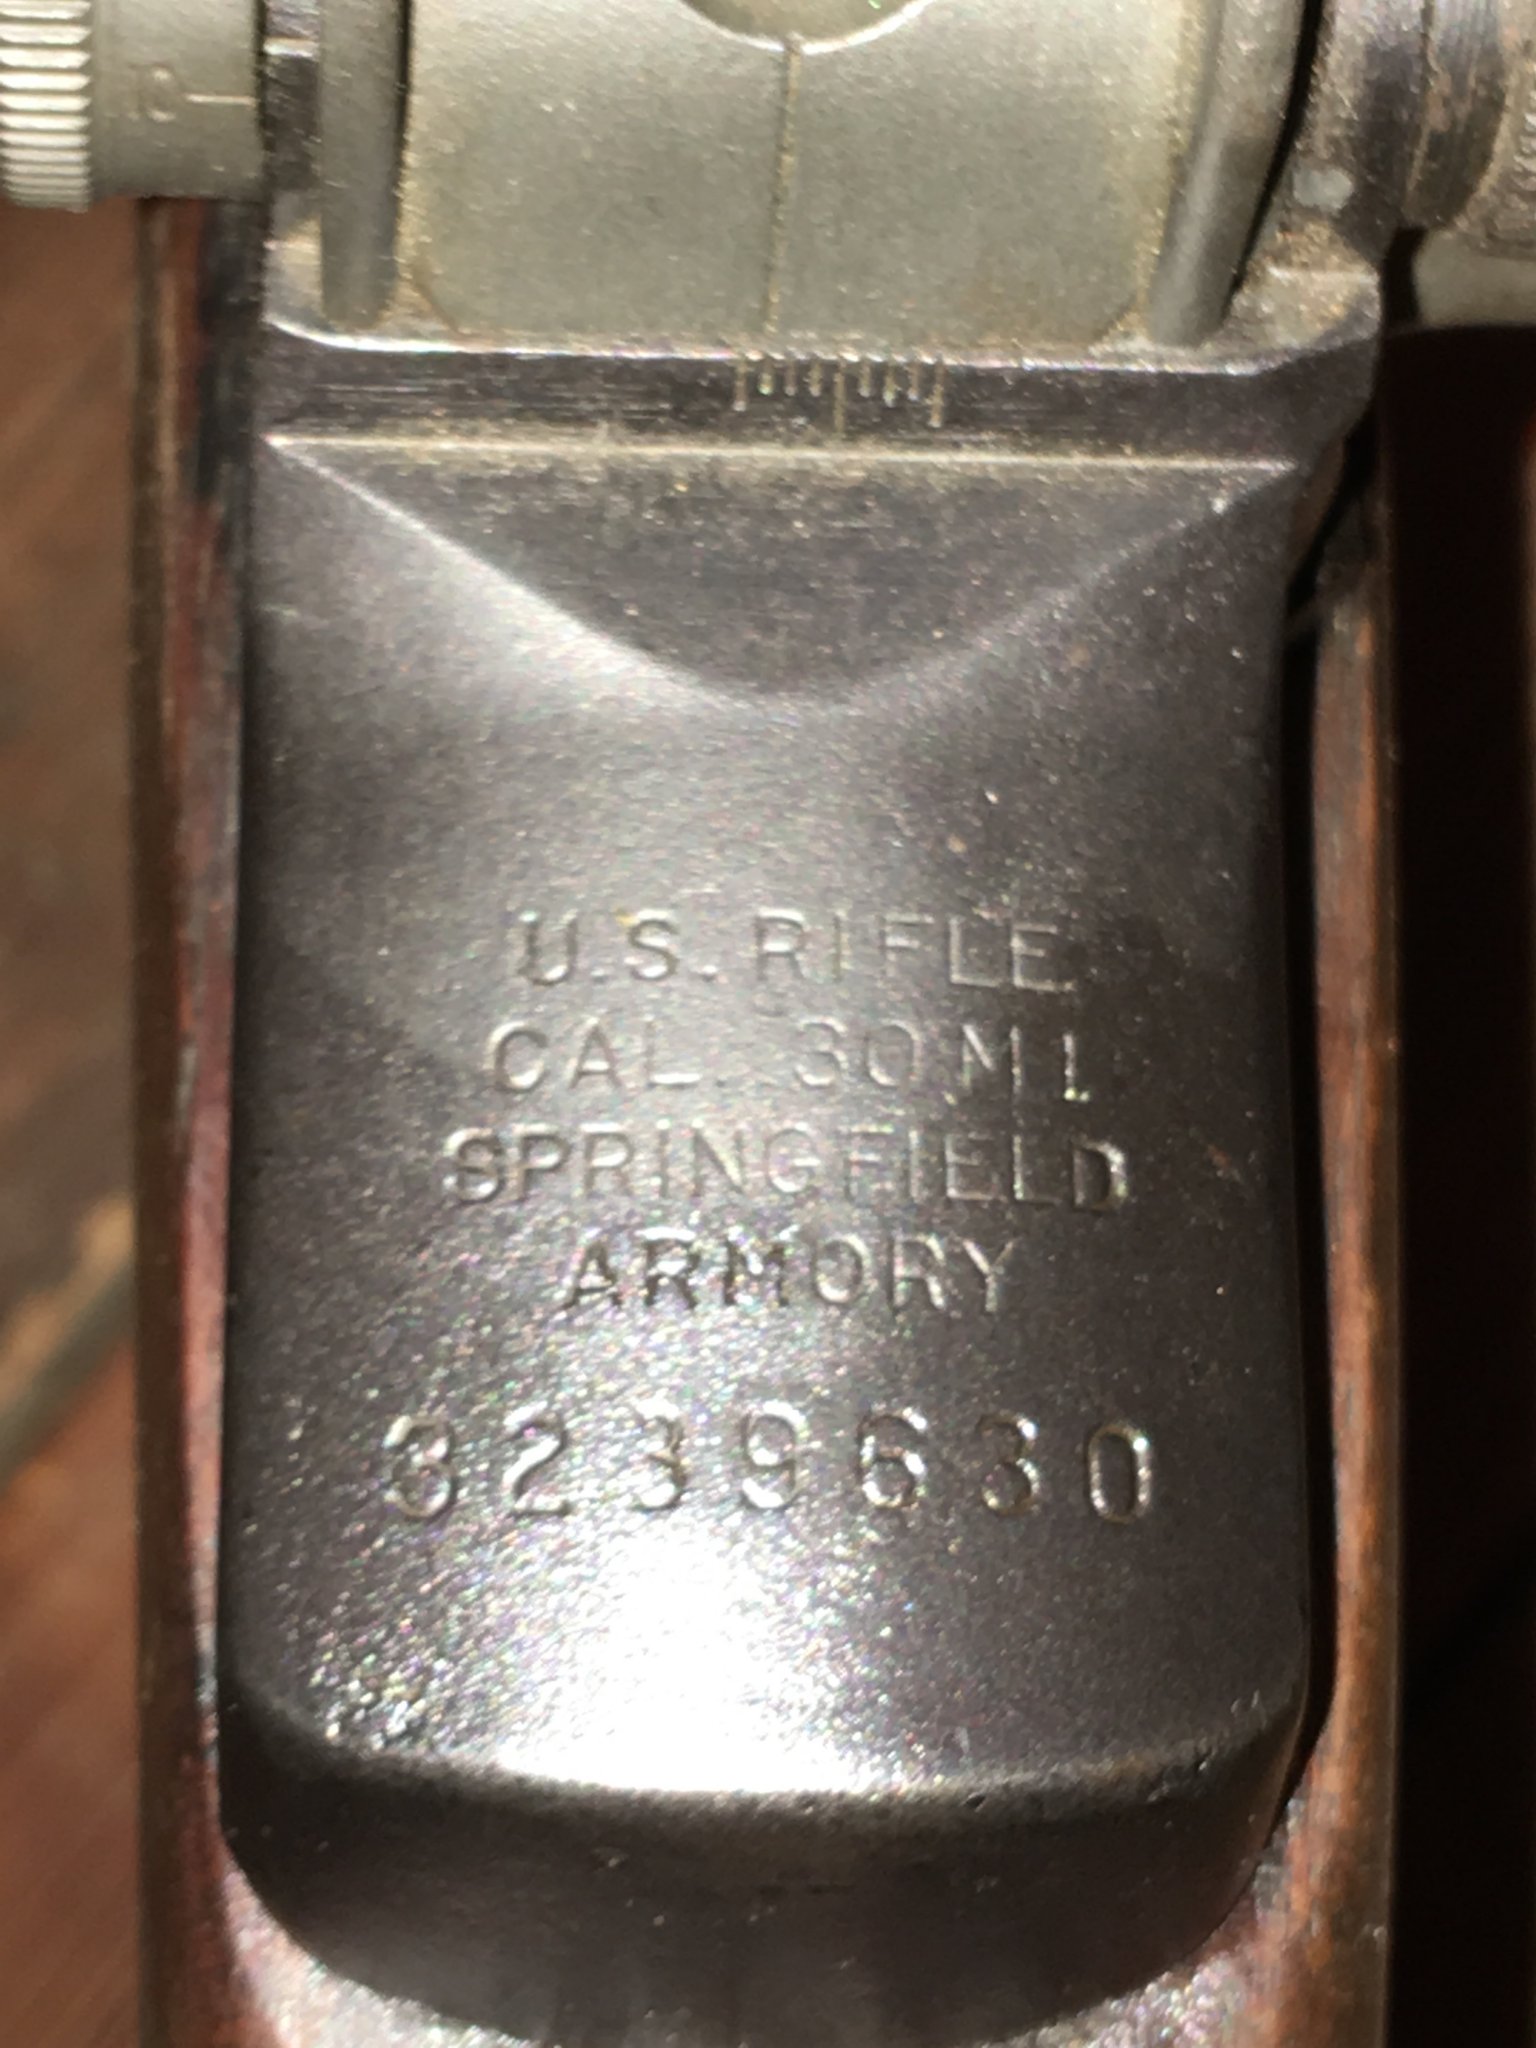 U.S. RIFLE
CAL. 30 M1
SPRINGFIELD
ARMORY
3239630